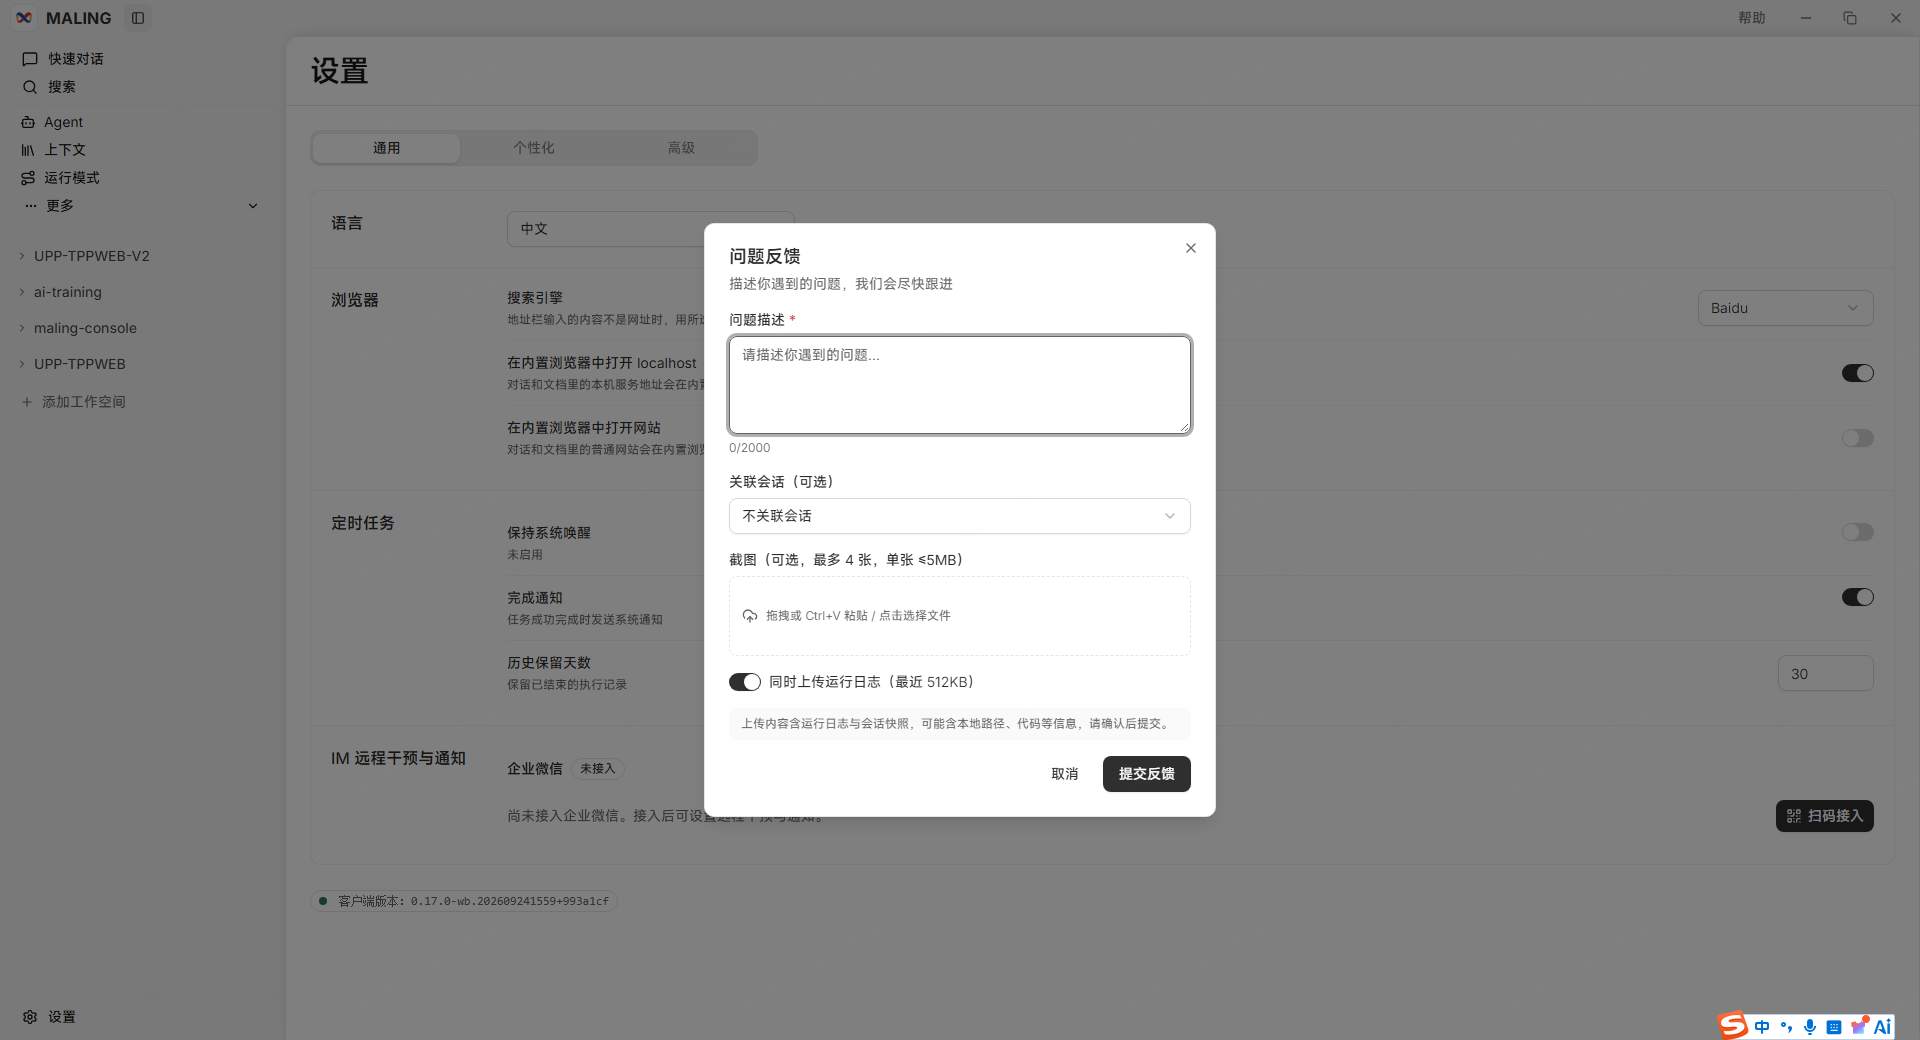 MALING
帮助
快速对话
搜索
Agent
上下文
运行模式
更多
UPP-TPPWEB-V2
ai-training
maling-console
UPP-TPPWEB
添加工作空间
设置
设置
通用
个性化
高级
语言
中文
浏览器
搜索引擎
地址栏输入的内容不是网址时，用所
Baidu
在内置浏览器中打开 localhost
对话和文档里的本机服务地址会在内
在内置浏览器中打开网站
对话和文档里的普通网站会在内置浏
定时任务
保持系统唤醒
未启用
完成通知
任务成功完成时发送系统通知
历史保留天数
保留已结束的执行记录
30
IM 远程干预与通知
企业微信
未接入
尚未接入企业微信。接入后可设置远程干预与通知。
扫码接入
客户端版本：0.17.0-wb.202609241559+993a1cf
问题反馈
描述你遇到的问题，我们会尽快跟进
问题描述 *
请描述你遇到的问题...
0/2000
关联会话（可选）
不关联会话
截图（可选，最多 4 张，单张 ≤5MB）
拖拽或 Ctrl+V 粘贴 / 点击选择文件
同时上传运行日志（最近 512KB）
上传内容含运行日志与会话快照，可能含本地路径、代码等信息，请确认后提交。
取消
提交反馈
中
Ai